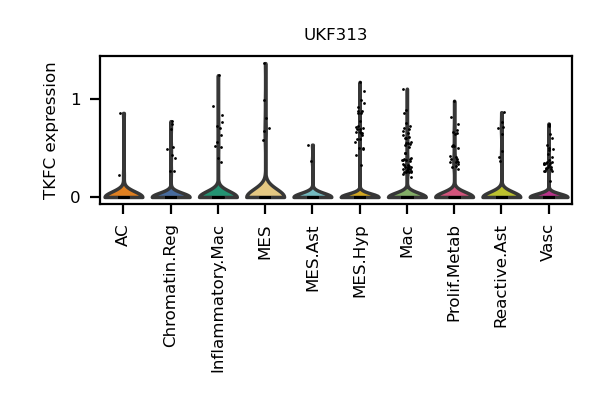 UKF313
TKFC expression
1
0
AC
Chromatin.Reg
Inflammatory.Mac
MES
MES.Ast
MES.Hyp
Mac
Prolif.Metab
Reactive.Ast
Vasc